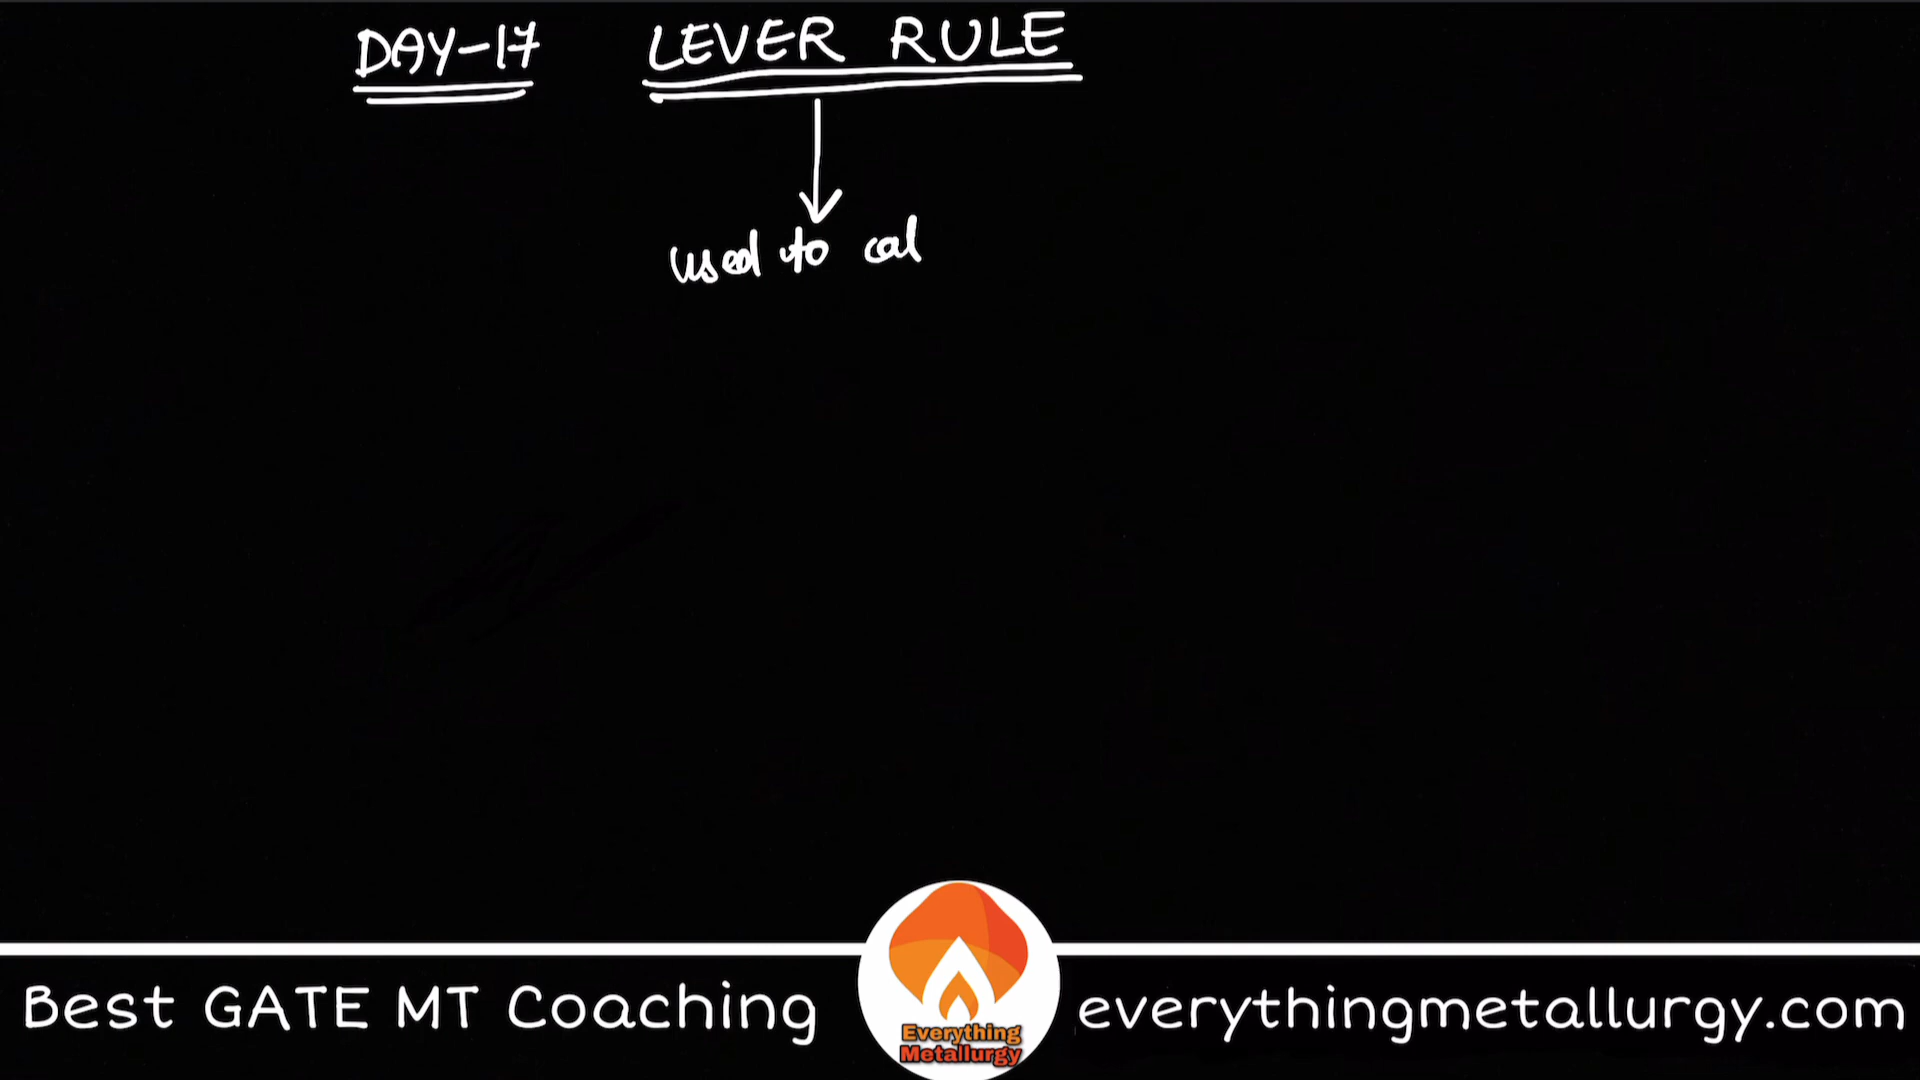 DAY-17 LEVER RULE
used to cal
Best GATE MT Coaching
Everything
Metallurgy
everythingmetallurgy.com